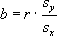 b = r · s_y / s_x